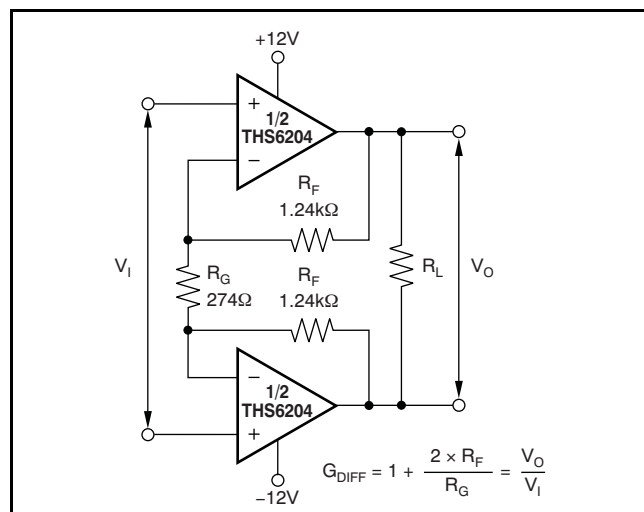 +12V
+
1/2
THS6204
−
R_F
1.24kΩ
V_I
R_G
274Ω
R_F
1.24kΩ
R_L
V_O
−
1/2
THS6204
+
−12V
G_DIFF = 1 + 2 × R_F / R_G = V_O / V_I